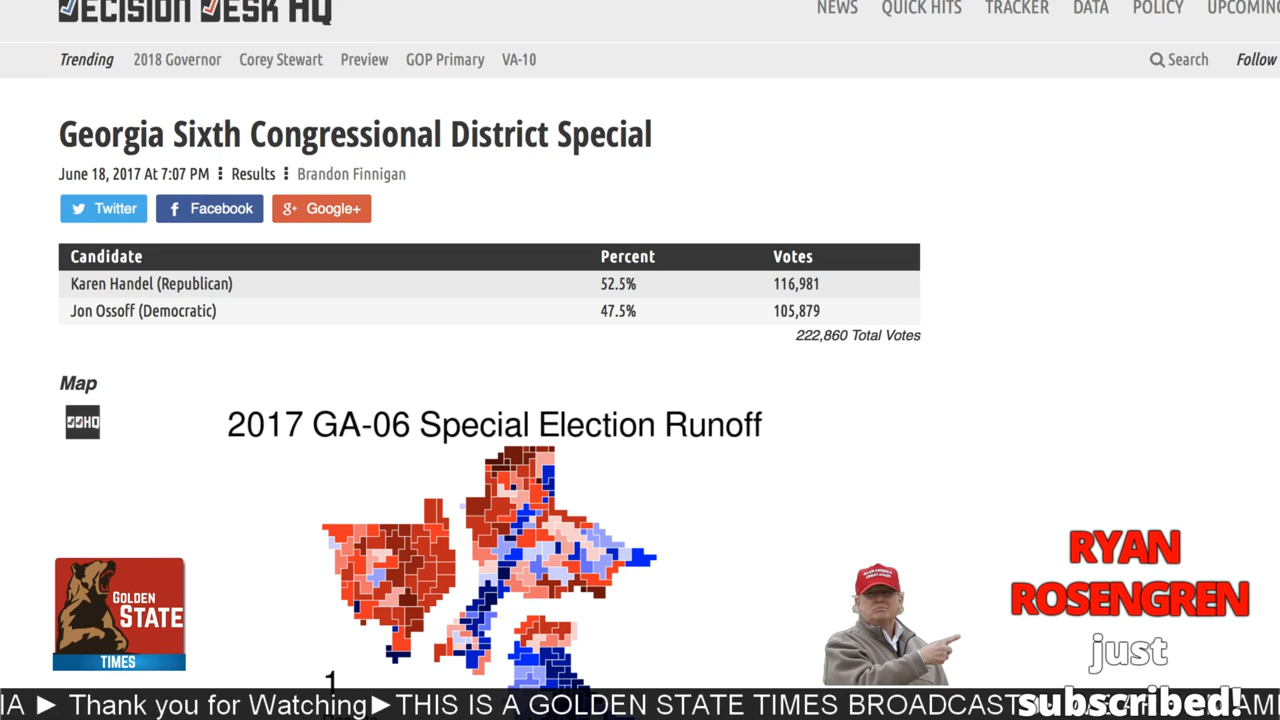 DECISION DESK HQ
NEWS QUICK HITS TRACKER DATA POLICY UPCOMING
Trending 2018 Governor Corey Stewart Preview GOP Primary VA-10 Search Follow
Georgia Sixth Congressional District Special
June 18, 2017 At 7:07 PM ⋮ Results ⋮ Brandon Finnigan
Twitter Facebook Google+
Candidate Percent Votes
Karen Handel (Republican) 52.5% 116,981
Jon Ossoff (Democratic) 47.5% 105,879
222,860 Total Votes
Map
HQ
2017 GA-06 Special Election Runoff
GOLDEN
STATE
TIMES
RYAN
ROSENGREN
just
subscribed!
1
IA ► Thank you for Watching►THIS IS A GOLDEN STATE TIMES BROADCAST